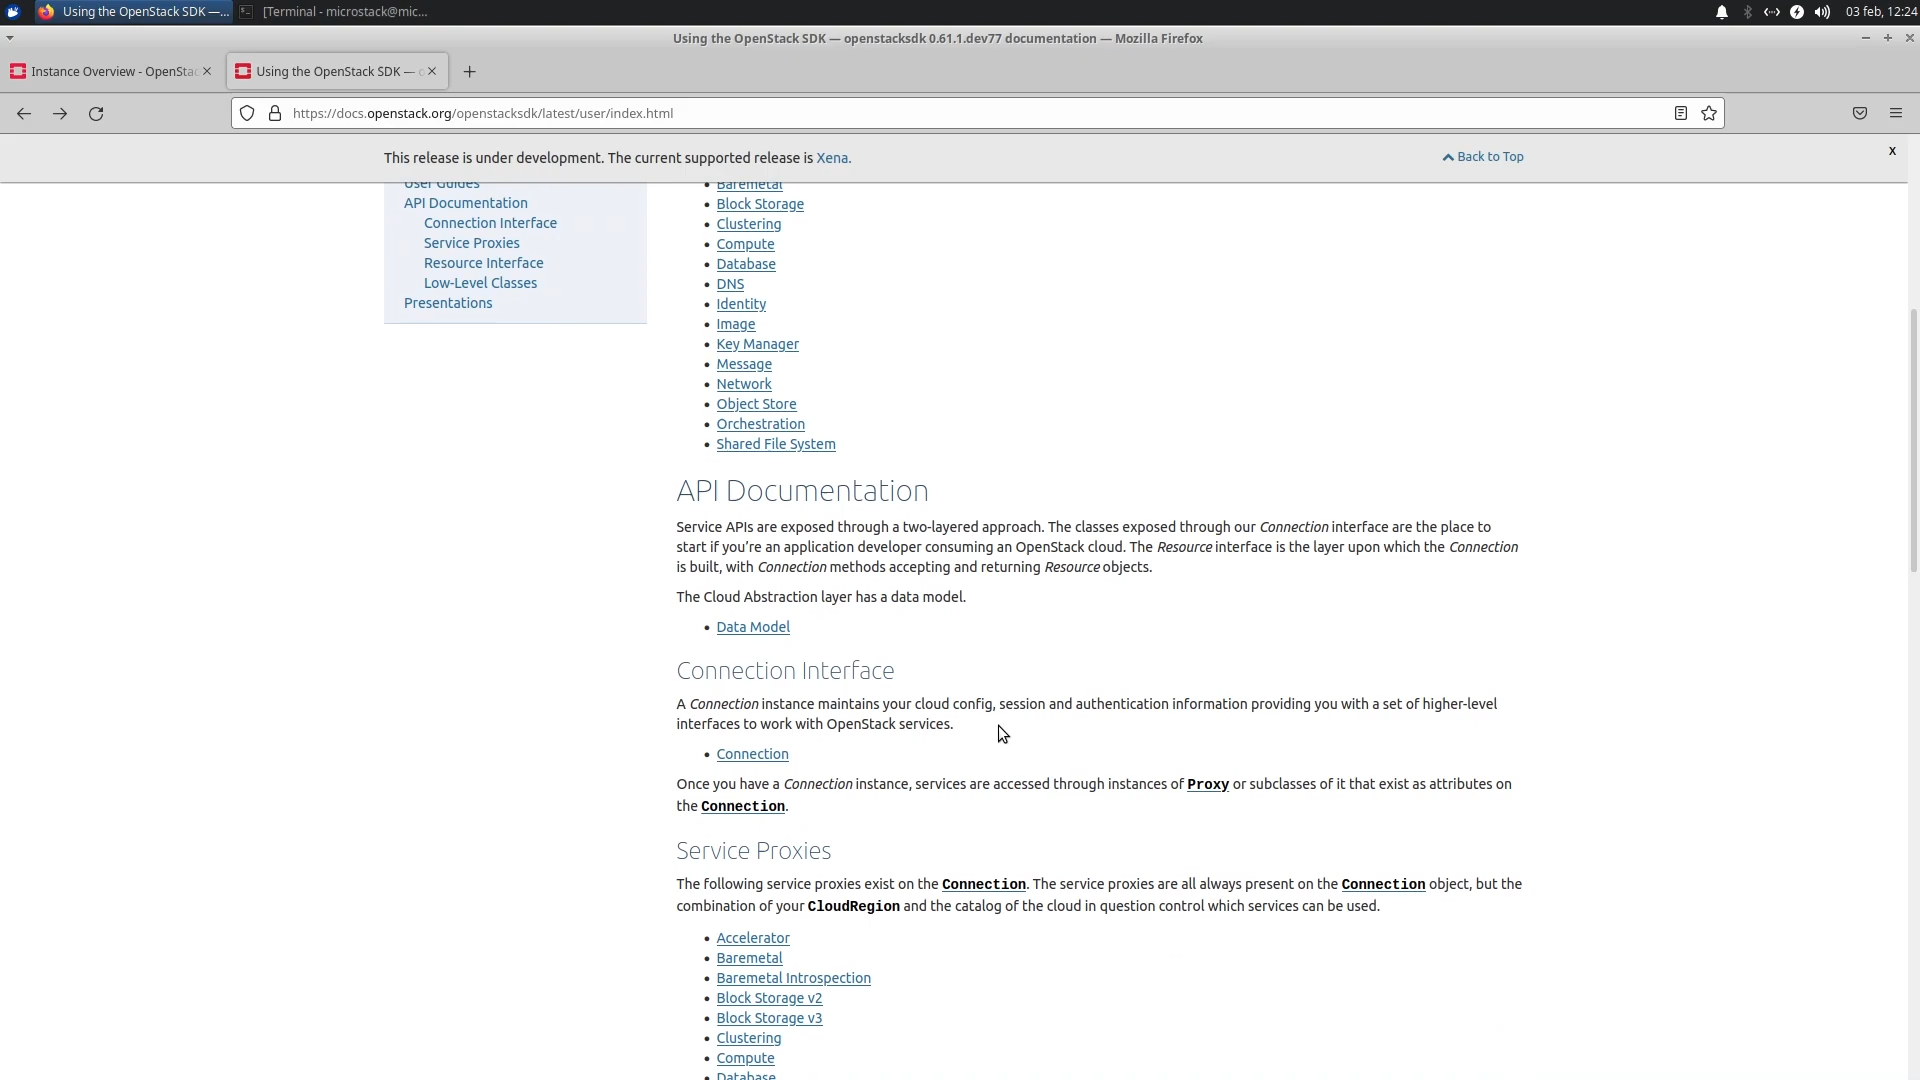 Using the OpenStack SDK —...
[Terminal - microstack@mic...
03 feb, 12:24
Using the OpenStack SDK — openstacksdk 0.61.1.dev77 documentation — Mozilla Firefox
Instance Overview - OpenStac
Using the OpenStack SDK — o
https://docs.openstack.org/openstacksdk/latest/user/index.html
This release is under development. The current supported release is Xena.
Back to Top
x
User Guides
API Documentation
Connection Interface
Service Proxies
Resource Interface
Low-Level Classes
Presentations
Baremetal
Block Storage
Clustering
Compute
Database
DNS
Identity
Image
Key Manager
Message
Network
Object Store
Orchestration
Shared File System
API Documentation
Service APIs are exposed through a two-layered approach. The classes exposed through our Connection interface are the place to
start if you’re an application developer consuming an OpenStack cloud. The Resource interface is the layer upon which the Connection
is built, with Connection methods accepting and returning Resource objects.
The Cloud Abstraction layer has a data model.
Data Model
Connection Interface
A Connection instance maintains your cloud config, session and authentication information providing you with a set of higher-level
interfaces to work with OpenStack services.
Connection
Once you have a Connection instance, services are accessed through instances of Proxy or subclasses of it that exist as attributes on
the Connection.
Service Proxies
The following service proxies exist on the Connection. The service proxies are all always present on the Connection object, but the
combination of your CloudRegion and the catalog of the cloud in question control which services can be used.
Accelerator
Baremetal
Baremetal Introspection
Block Storage v2
Block Storage v3
Clustering
Compute
Database